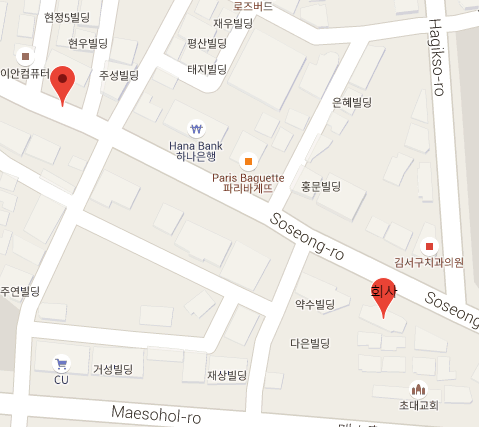 로즈버드
현정5빌딩
재우빌딩
현우빌딩
평산빌딩
Hagikso-ro
이안컴퓨터
주성빌딩
태지빌딩
은혜빌딩
Hana Bank
하나은행
Paris Baguette
파리바게뜨
홍문빌딩
Soseong-ro
김서구치과의원
주연빌딩
회사
약수빌딩
Soseong
다은빌딩
CU
거성빌딩
재상빌딩
초대교회
Maesohol-ro